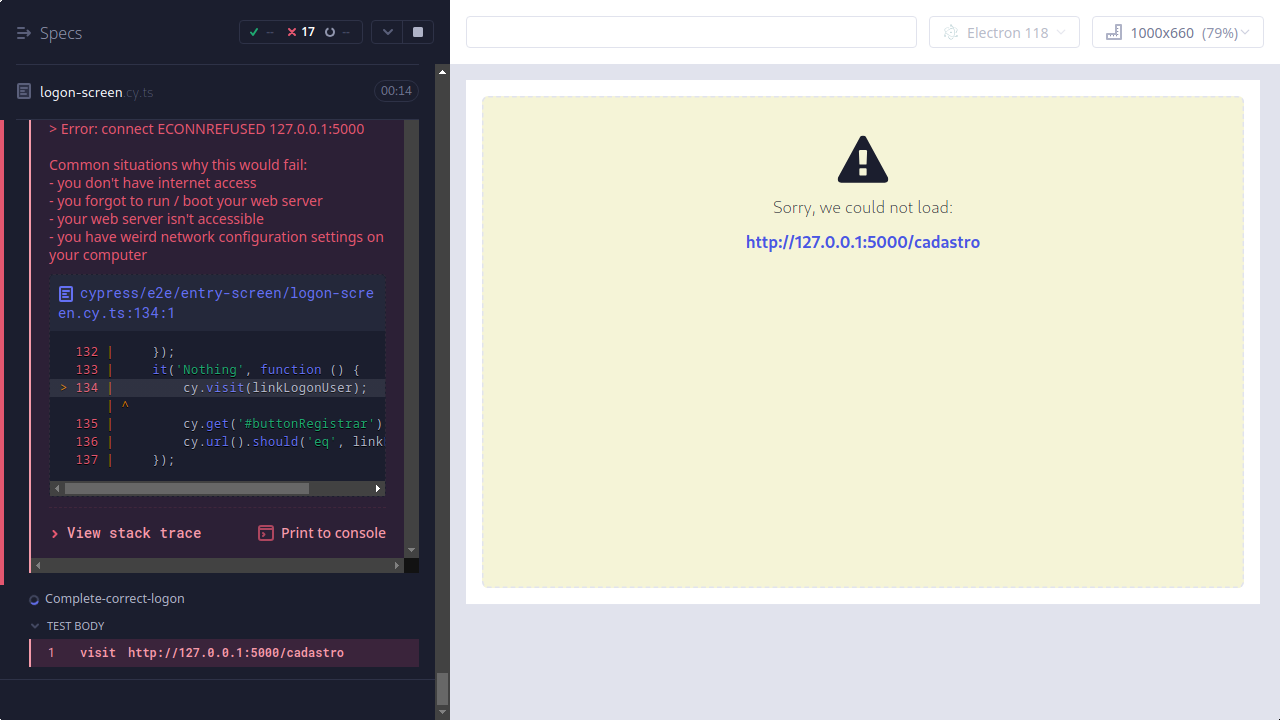 Specs
--
17
--
Electron 118
1000x660 (79%)
logon-screen.cy.ts
00:14
> Error: connect ECONNREFUSED 127.0.0.1:5000
Common situations why this would fail:
- you don't have internet access
- you forgot to run / boot your web server
- your web server isn't accessible
- you have weird network configuration settings on
your computer
cypress/e2e/entry-screen/logon-scre
en.cy.ts:134:1
132 | });
133 | it('Nothing', function () {
> 134 | cy.visit(linkLogonUser);
| ^
135 | cy.get('#buttonRegistrar')
136 | cy.url().should('eq', link
137 | });
View stack trace
Print to console
Complete-correct-logon
TEST BODY
1 visit http://127.0.0.1:5000/cadastro
Sorry, we could not load:
http://127.0.0.1:5000/cadastro